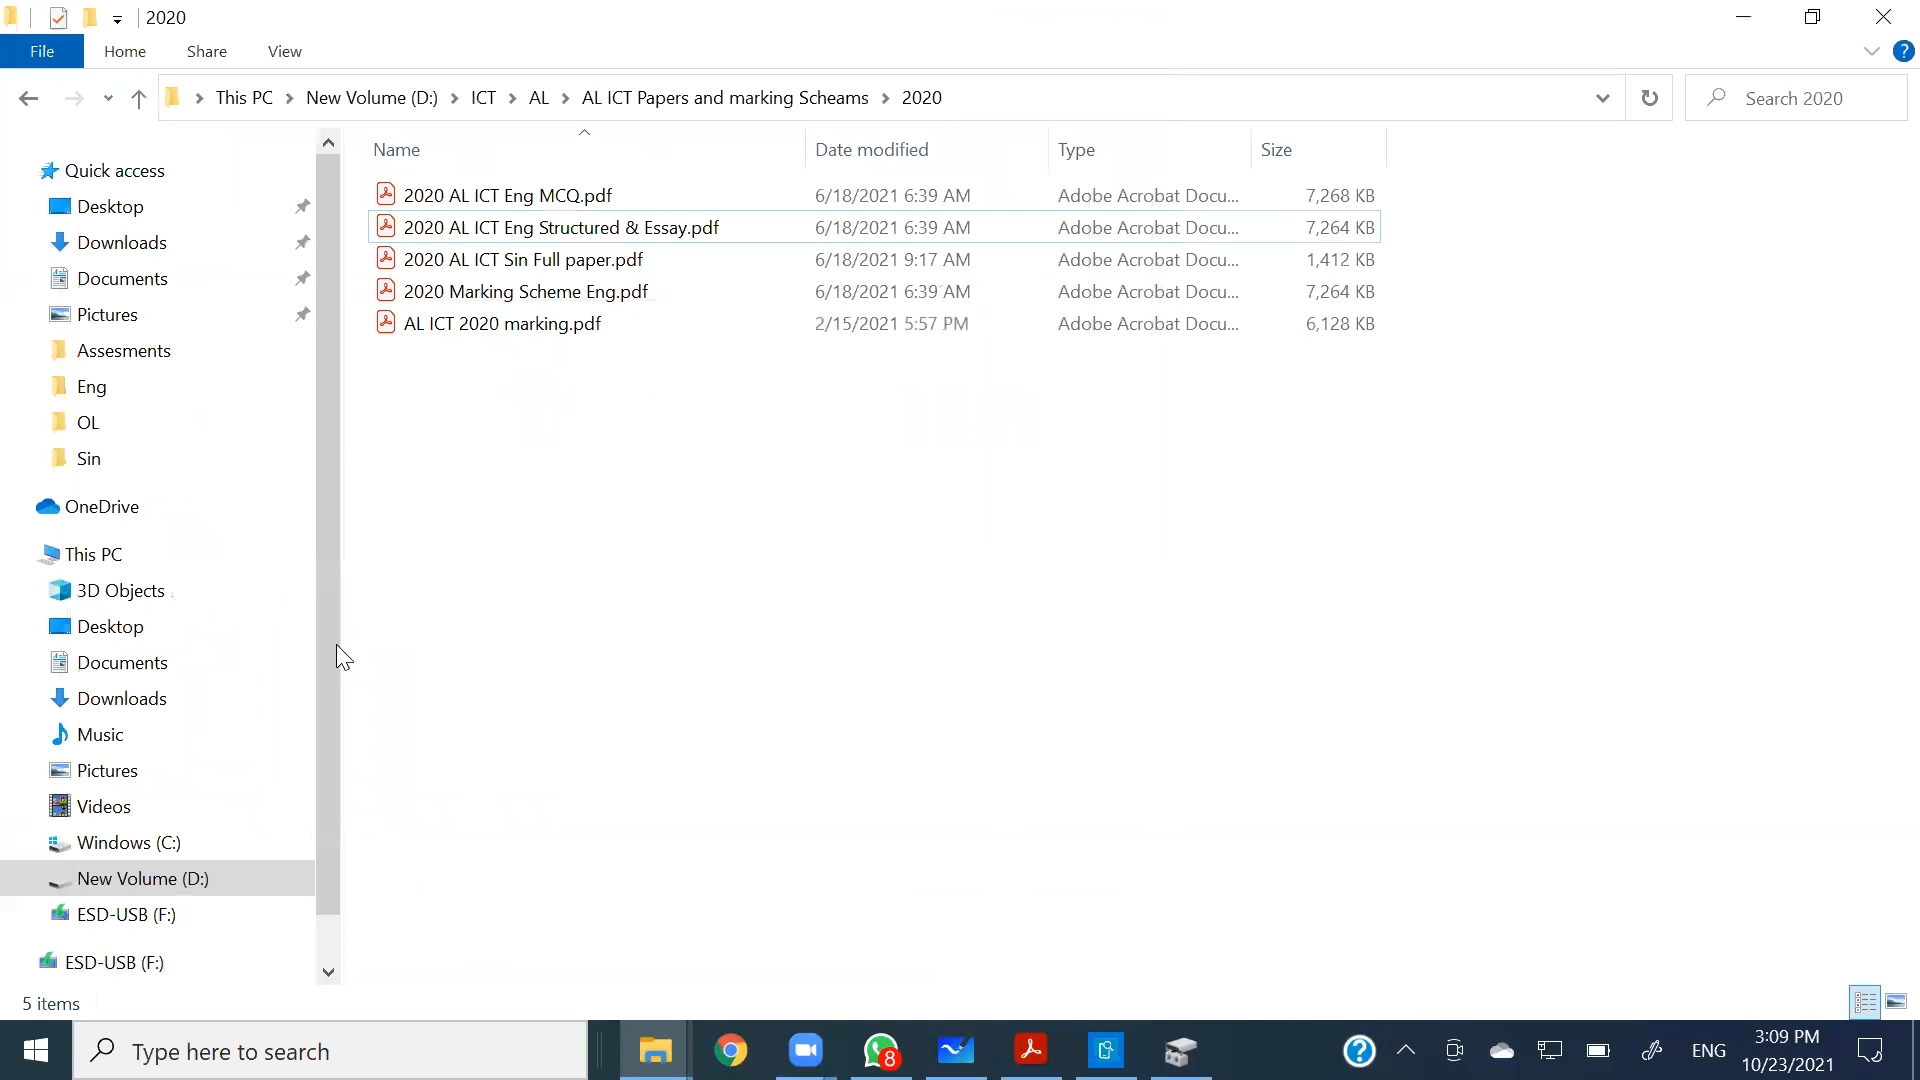 2020
File Home Share View
This PC New Volume (D:) ICT AL AL ICT Papers and marking Scheams 2020 Search 2020
Name Date modified Type Size
2020 AL ICT Eng MCQ.pdf 6/18/2021 6:39 AM Adobe Acrobat Docu... 7,268 KB
2020 AL ICT Eng Structured & Essay.pdf 6/18/2021 6:39 AM Adobe Acrobat Docu... 7,264 KB
2020 AL ICT Sin Full paper.pdf 6/18/2021 9:17 AM Adobe Acrobat Docu... 1,412 KB
2020 Marking Scheme Eng.pdf 6/18/2021 6:39 AM Adobe Acrobat Docu... 7,264 KB
AL ICT 2020 marking.pdf 2/15/2021 5:57 PM Adobe Acrobat Docu... 6,128 KB
Quick access
Desktop
Downloads
Documents
Pictures
Assesments
Eng
OL
Sin
OneDrive
This PC
3D Objects
Desktop
Documents
Downloads
Music
Pictures
Videos
Windows (C:)
New Volume (D:)
ESD-USB (F:)
ESD-USB (F:)
5 items
Type here to search
8
ENG
3:09 PM
10/23/2021